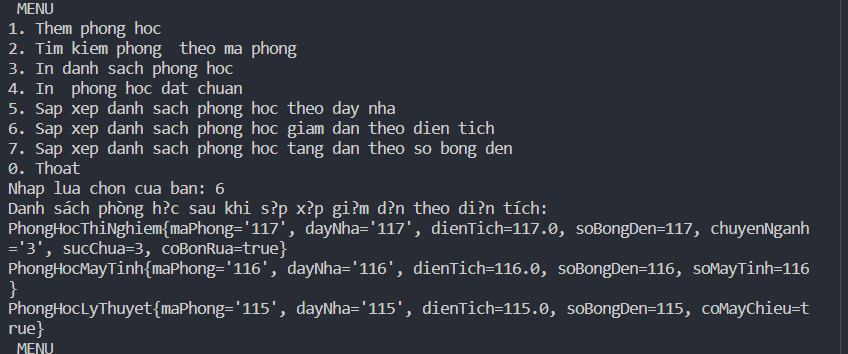 MENU
1. Them phong hoc
2. Tim kiem phong  theo ma phong
3. In danh sach phong hoc
4. In  phong hoc dat chuan
5. Sap xep danh sach phong hoc theo day nha
6. Sap xep danh sach phong hoc giam dan theo dien tich
7. Sap xep danh sach phong hoc tang dan theo so bong den
0. Thoat
Nhap lua chon cua ban: 6
Danh sách phòng h?c sau khi s?p x?p gi?m d?n theo di?n tích:
PhongHocThiNghiem{maPhong='117', dayNha='117', dienTich=117.0, soBongDen=117, chuyenNganh
='3', sucChua=3, coBonRua=true}
PhongHocMayTinh{maPhong='116', dayNha='116', dienTich=116.0, soBongDen=116, soMayTinh=116
}
PhongHocLyThuyet{maPhong='115', dayNha='115', dienTich=115.0, soBongDen=115, coMayChieu=t
rue}
MENU